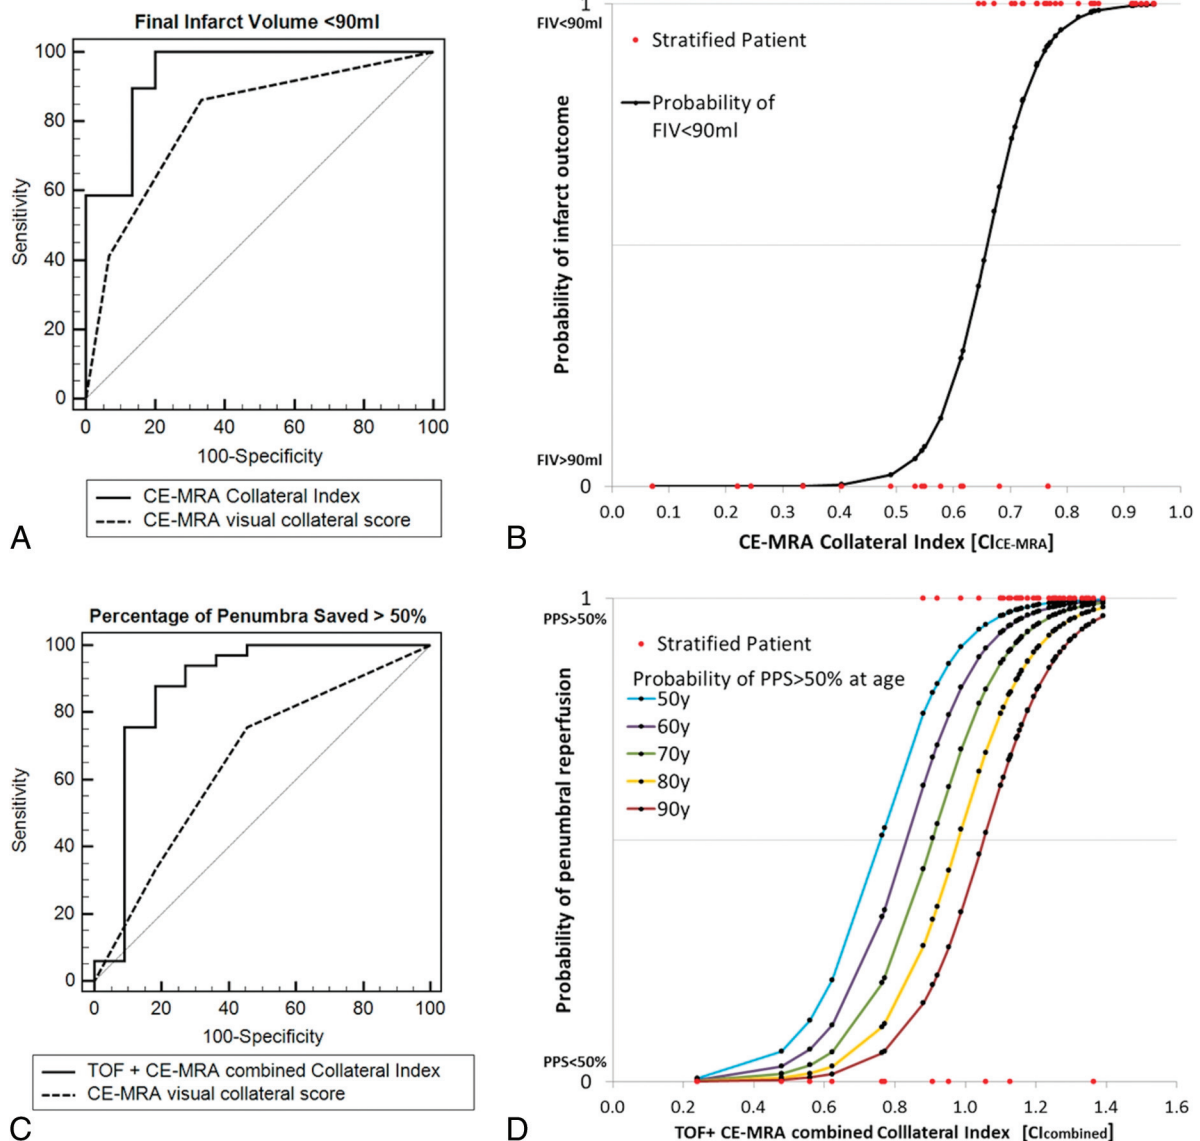 Final Infarct Volume <90ml
100
80
60
40
20
0
Sensitivity
0 20 40 60 80 100
100-Specificity
CE-MRA Collateral Index
CE-MRA visual collateral score
A
1
FIV<90ml
Stratified Patient
Probability of
FIV<90ml
Probability of infarct outcome
FIV>90ml
0
0.0 0.1 0.2 0.3 0.4 0.5 0.6 0.7 0.8 0.9 1.0
CE-MRA Collateral Index [CICE-MRA]
B
Percentage of Penumbra Saved > 50%
100
80
60
40
20
0
Sensitivity
0 20 40 60 80 100
100-Specificity
TOF + CE-MRA combined Collateral Index
CE-MRA visual collateral score
C
1
PPS>50%
Stratified Patient
Probability of PPS>50% at age
50y
60y
70y
80y
90y
Probability of penumbral reperfusion
PPS<50%
0
0.0 0.2 0.4 0.6 0.8 1.0 1.2 1.4 1.6
TOF+ CE-MRA combined Colllateral Index [CIcombined]
D